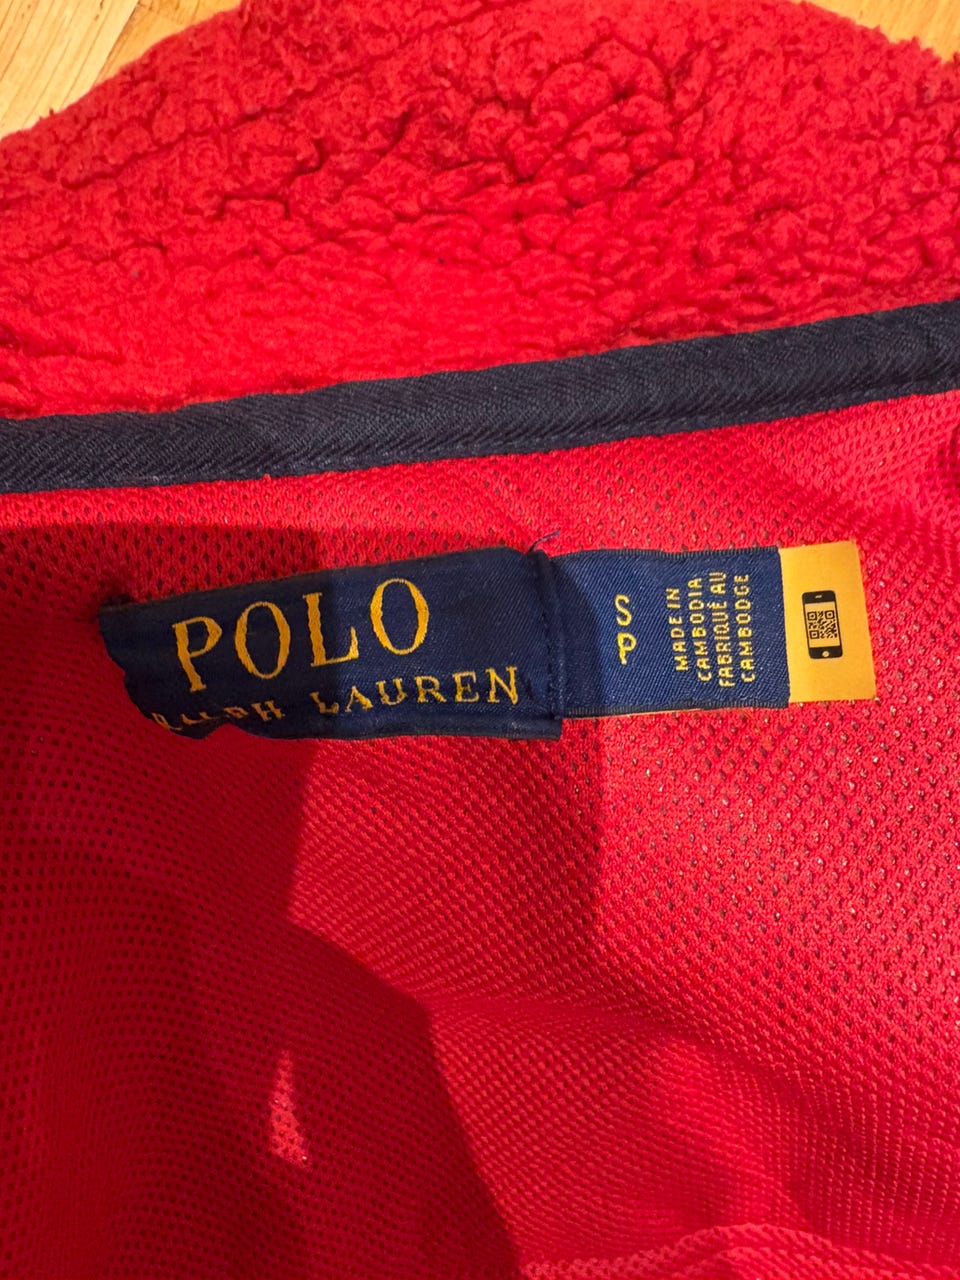 POLO
RALPH LAUREN
S
P
MADE IN
CAMBODIA
FABRIQUÉ AU
CAMBODGE